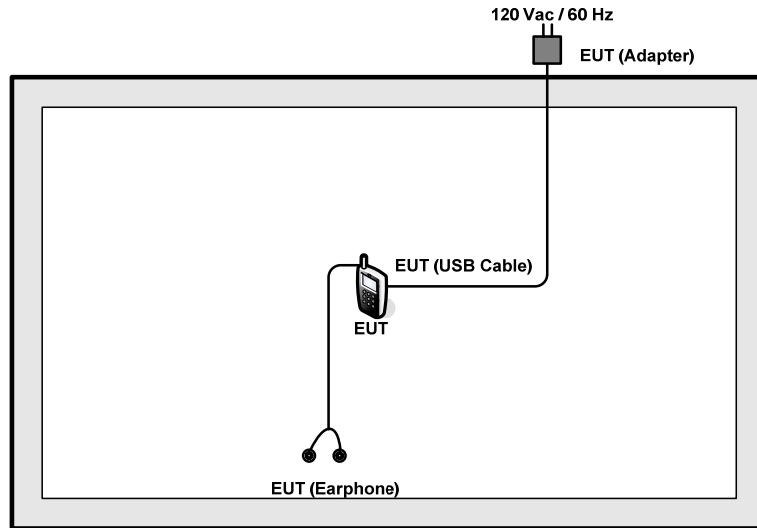 120 Vac / 60 Hz
EUT (Adapter)
EUT (USB Cable)
EUT
EUT (Earphone)